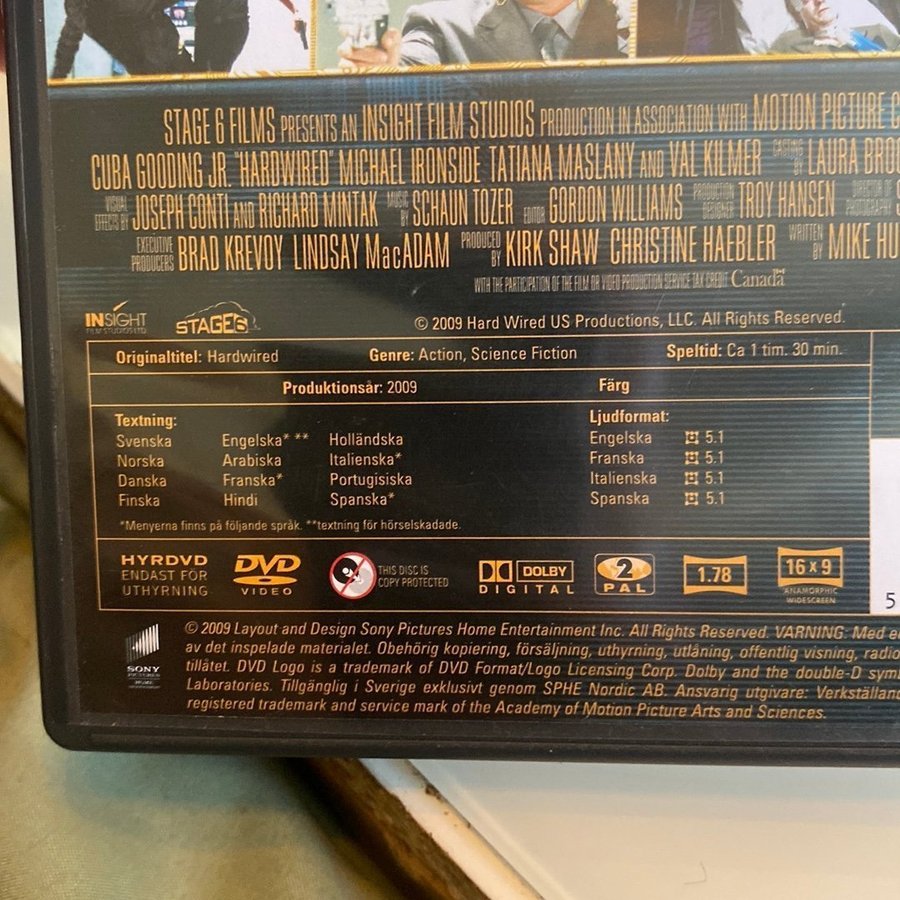 STAGE 6 FILMS PRESENTS AN INSIGHT FILM STUDIOS PRODUCTION IN ASSOCIATION WITH MOTION PICTURE
CUBA GOODING JR. "HARDWIRED" MICHAEL IRONSIDE TATIANA MASLANY AND VAL KILMER CASTING BY LAURA
VISUAL EFFECTS BY JOSEPH CONTI AND RICHARD MINTAK MUSIC BY SCHAUN TOZER EDITOR GORDON WILLIAMS PRODUCTION DESIGNER TROY HANSEN DIRECTOR OF PHOTOGRAPHY
EXECUTIVE PRODUCERS BRAD KREVOY LINDSAY MacADAM PRODUCED BY KIRK SHAW CHRISTINE HAEBLER WRITTEN BY MIKE
WITH THE PARTICIPATION OF THE FILM OR VIDEO PRODUCTION SERVICE TAX CREDIT Canada
INSIGHT FILM STUDIOS LTD. STAGE6 © 2009 Hard Wired US Productions, LLC. All Rights Reserved.
Originaltitel: Hardwired Genre: Action, Science Fiction Speltid: Ca 1 tim. 30 min.
Produktionsår: 2009 Färg
Textning: Ljudformat:
Svenska Engelska* ** Holländska Engelska 5.1
Norska Arabiska Italienska* Franska 5.1
Danska Franska* Portugisiska Italienska 5.1
Finska Hindi Spanska* Spanska 5.1
*Menyerna finns på följande språk. **textning för hörselskadade.
HYRDVD
ENDAST FÖR
UTHYRNING
DVD
VIDEO
THIS DISC IS
COPY PROTECTED
DOLBY
DIGITAL
2
PAL
1.78
16 x 9
ANAMORPHIC
WIDESCREEN
5
SONY
PICTURES
HOME
ENTERTAINMENT
© 2009 Layout and Design Sony Pictures Home Entertainment Inc. All Rights Reserved. VARNING. Med
av det inspelade materialet. Obehörig kopiering, försäljning, uthyrning, utlåning, offentlig visning,
tillåtet. DVD Logo is a trademark of DVD Format/Logo Licensing Corp. Dolby and the double-D
Laboratories. Tillgänglig i Sverige exklusivt genom SPHE Nordic AB. Ansvarig utgivare:
registered trademark and service mark of the Academy of Motion Picture Arts and Sciences.